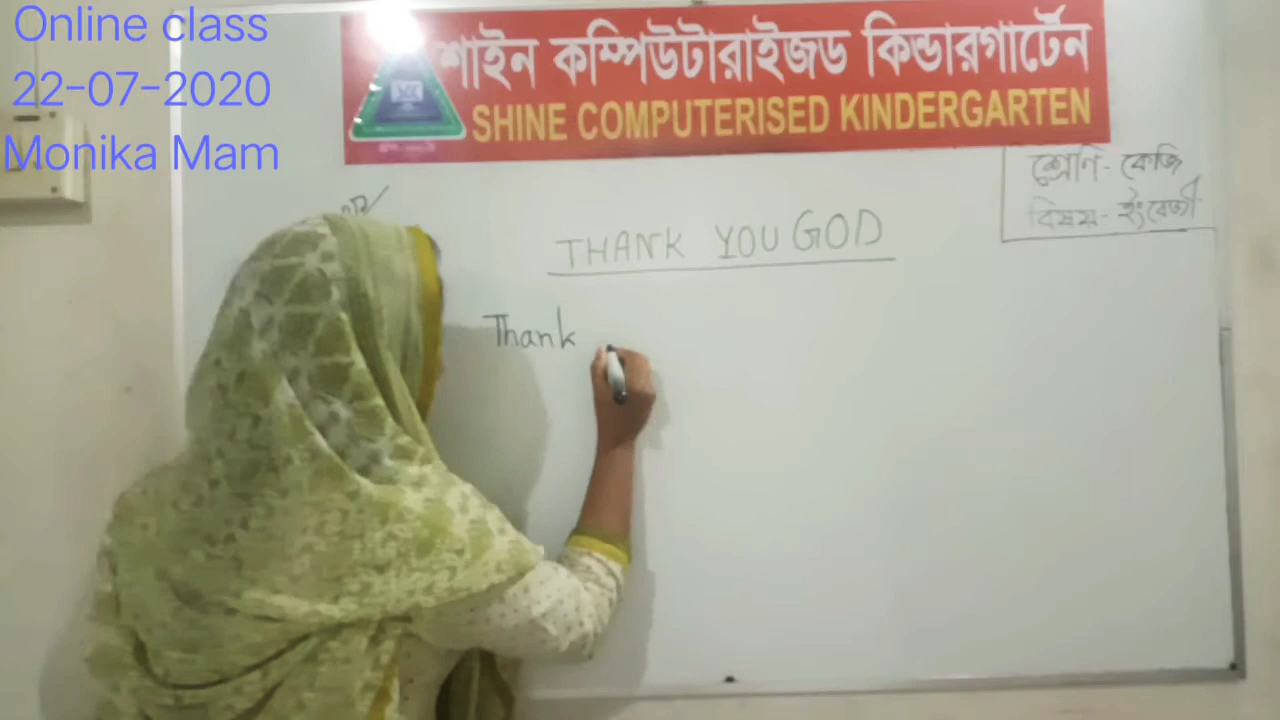 Online class
22-07-2020
Monika Mam
শাইন কম্পিউটারাইজড কিন্ডারগার্টেন
SHINE COMPUTERISED KINDERGARTEN
শ্রেণি - কেজি
বিষয় - ইংরেজী
THANK YOU GOD
Thank